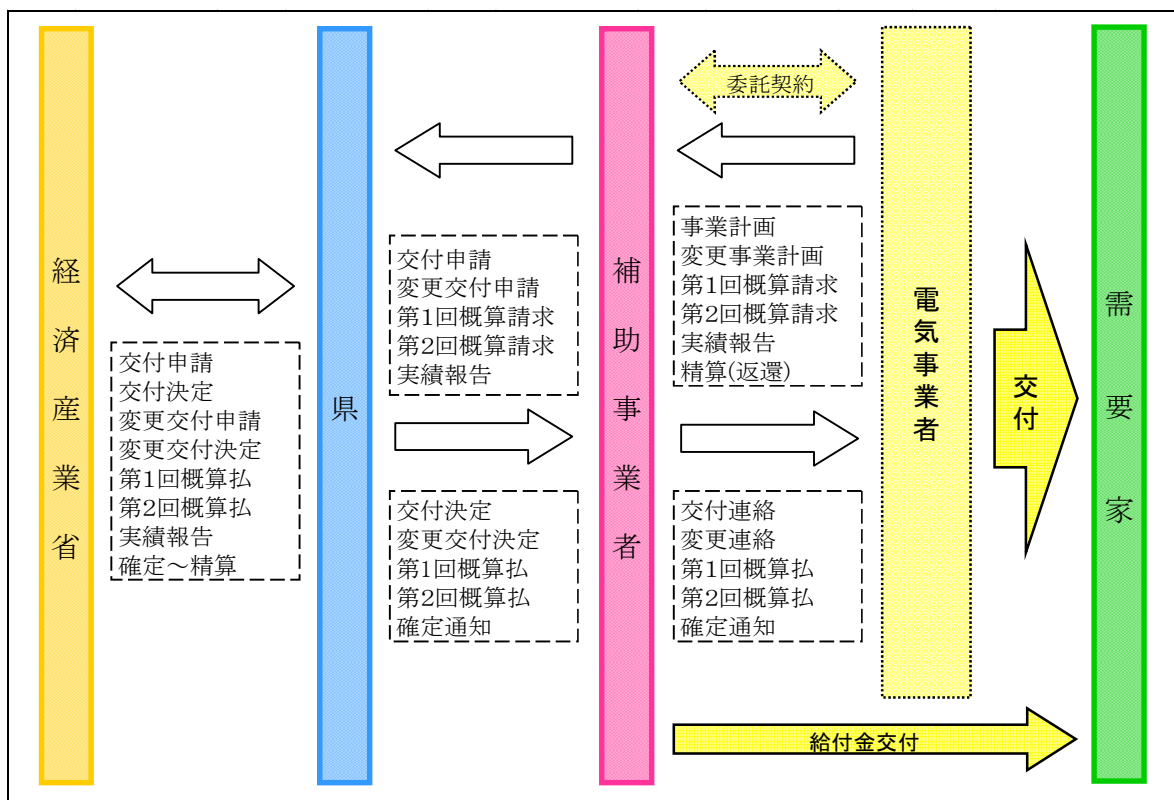 経済産業省
交付申請
交付決定
変更交付申請
変更交付決定
第1回概算払
第2回概算払
実績報告
確定～精算
県
交付申請
変更交付申請
第1回概算請求
第2回概算請求
実績報告
交付決定
変更交付決定
第1回概算払
第2回概算払
確定通知
補助事業者
委託契約
事業計画
変更事業計画
第1回概算請求
第2回概算請求
実績報告
精算(返還)
交付連絡
変更連絡
第1回概算払
第2回概算払
確定通知
電気事業者
交付
給付金交付
需要家